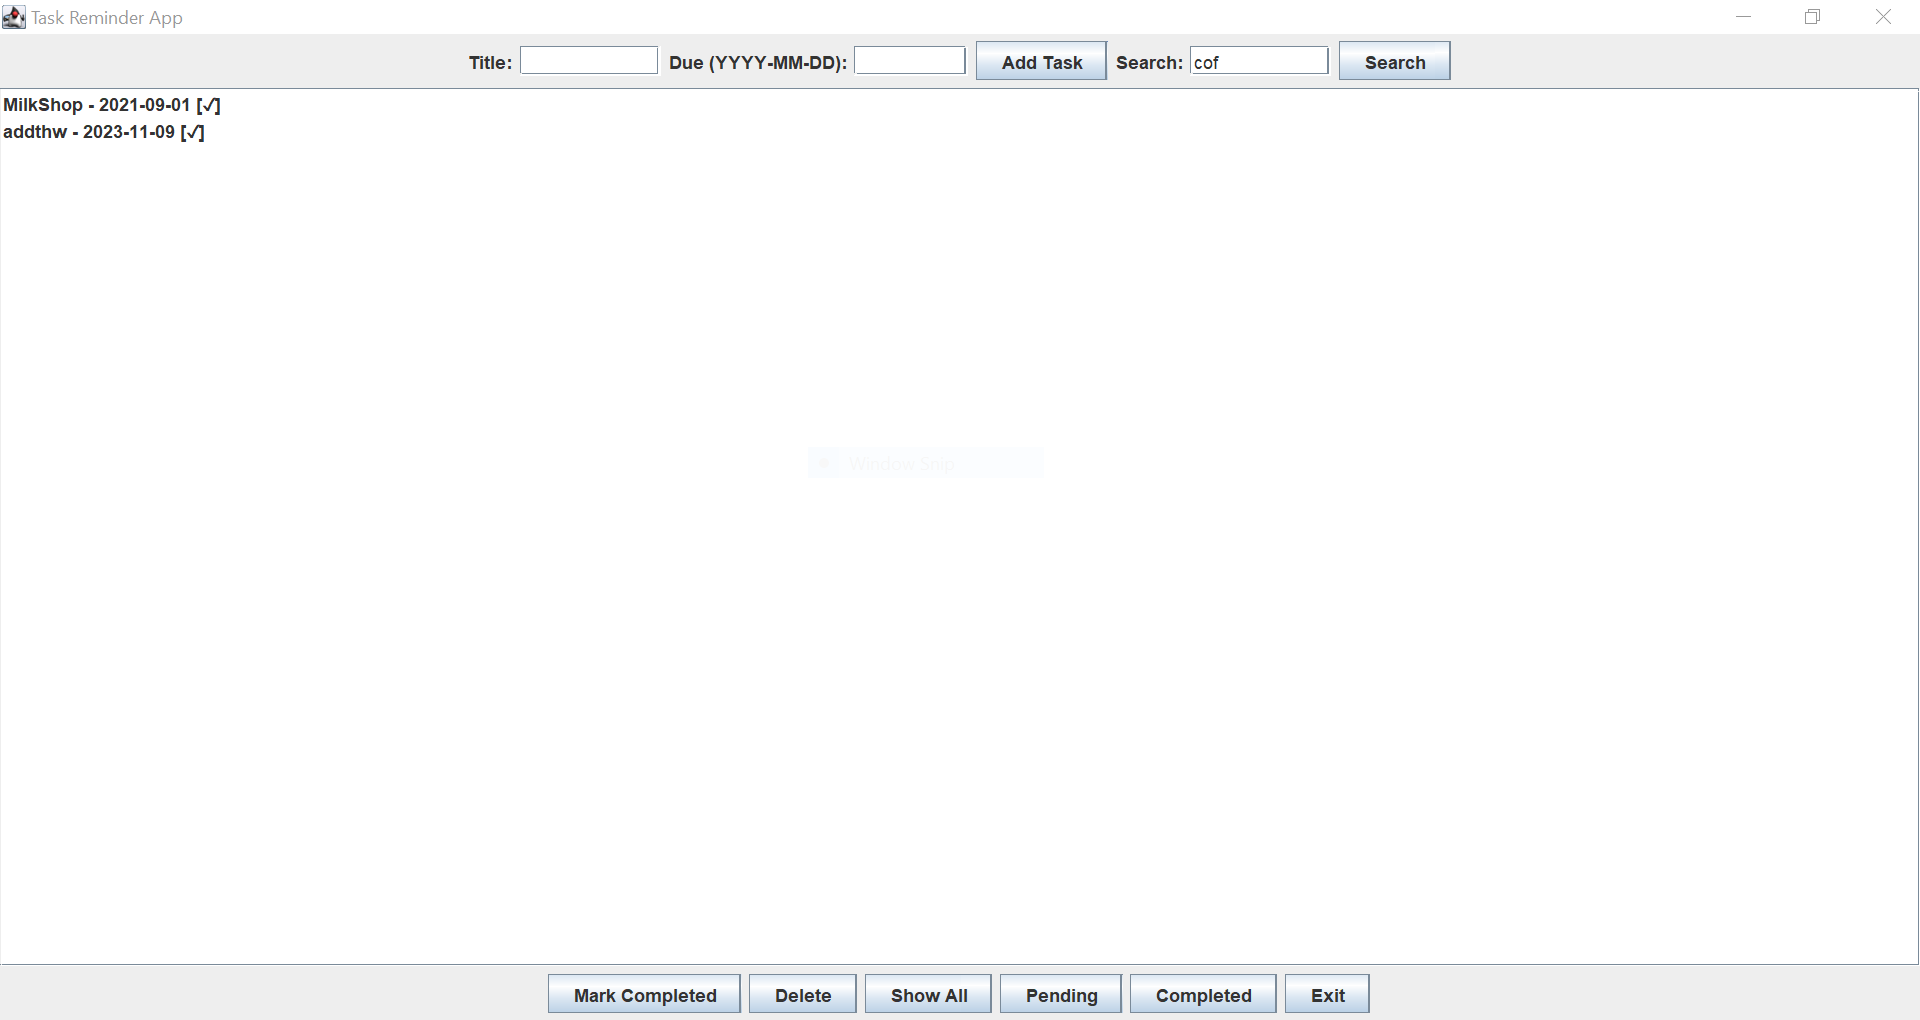 Task Reminder App
Title: Due (YYYY-MM-DD): Add Task Search: cof Search
MilkShop - 2021-09-01 [✓]
addthw - 2023-11-09 [✓]
Window Snip
Mark Completed Delete Show All Pending Completed Exit